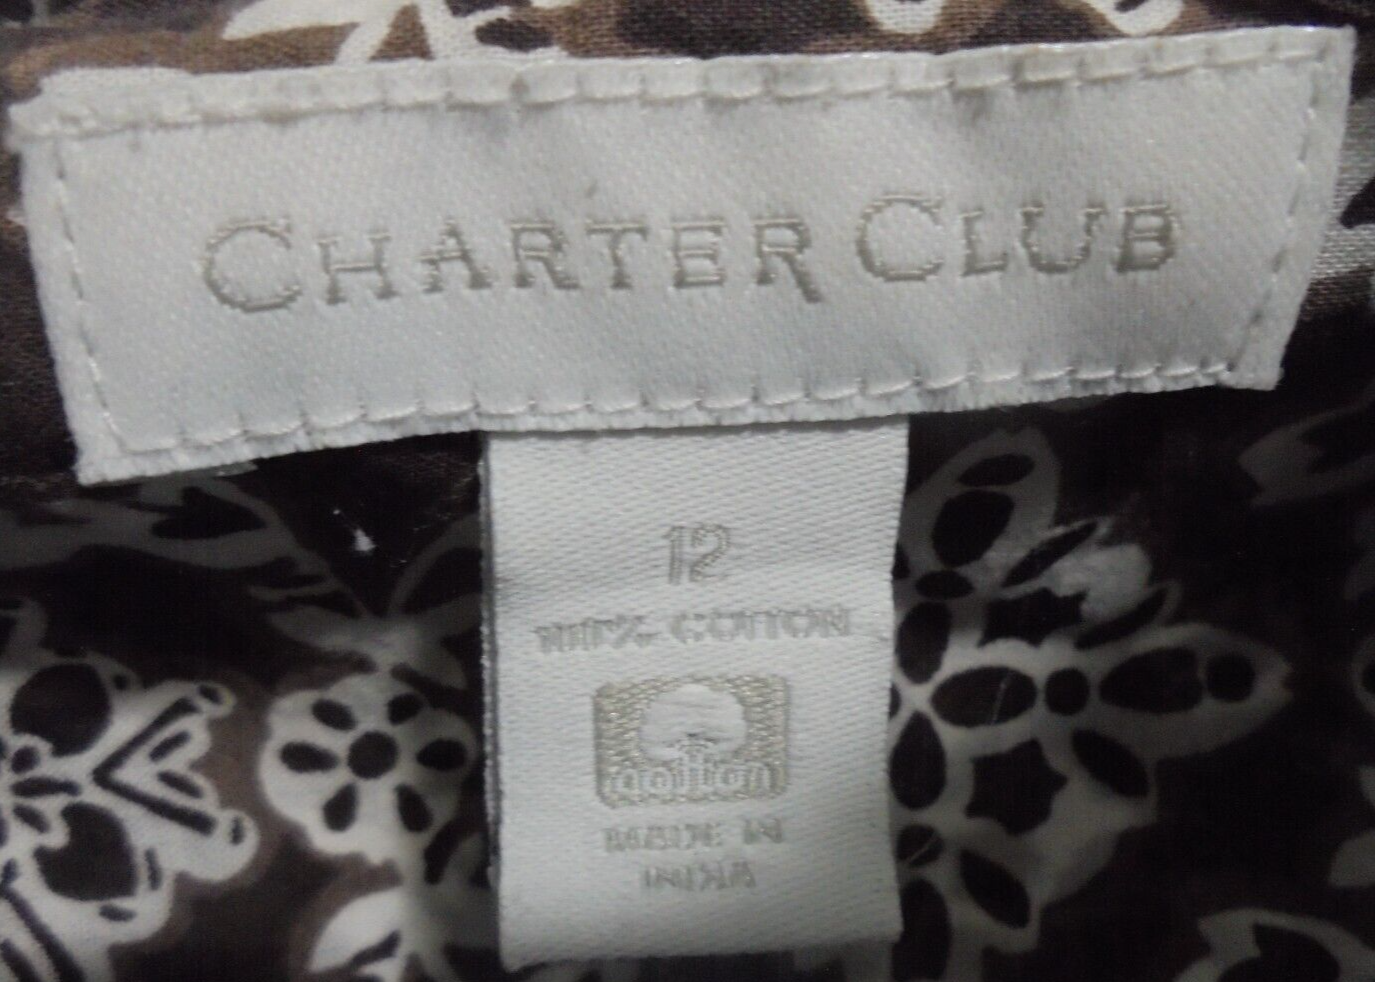 CHARTER CLUB
12
100% COTTON
cotton
MADE IN
INDIA